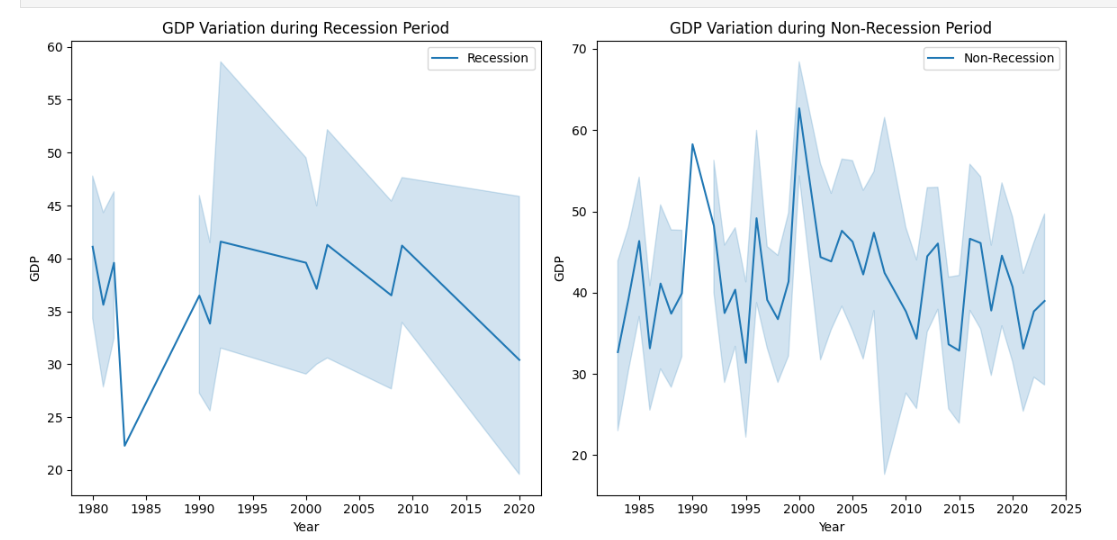 GDP Variation during Recession Period
Recession
60
55
50
45
40
35
30
25
20
GDP
1980 1985 1990 1995 2000 2005 2010 2015 2020
Year
GDP Variation during Non-Recession Period
Non-Recession
70
60
50
40
30
20
GDP
1985 1990 1995 2000 2005 2010 2015 2020 2025
Year